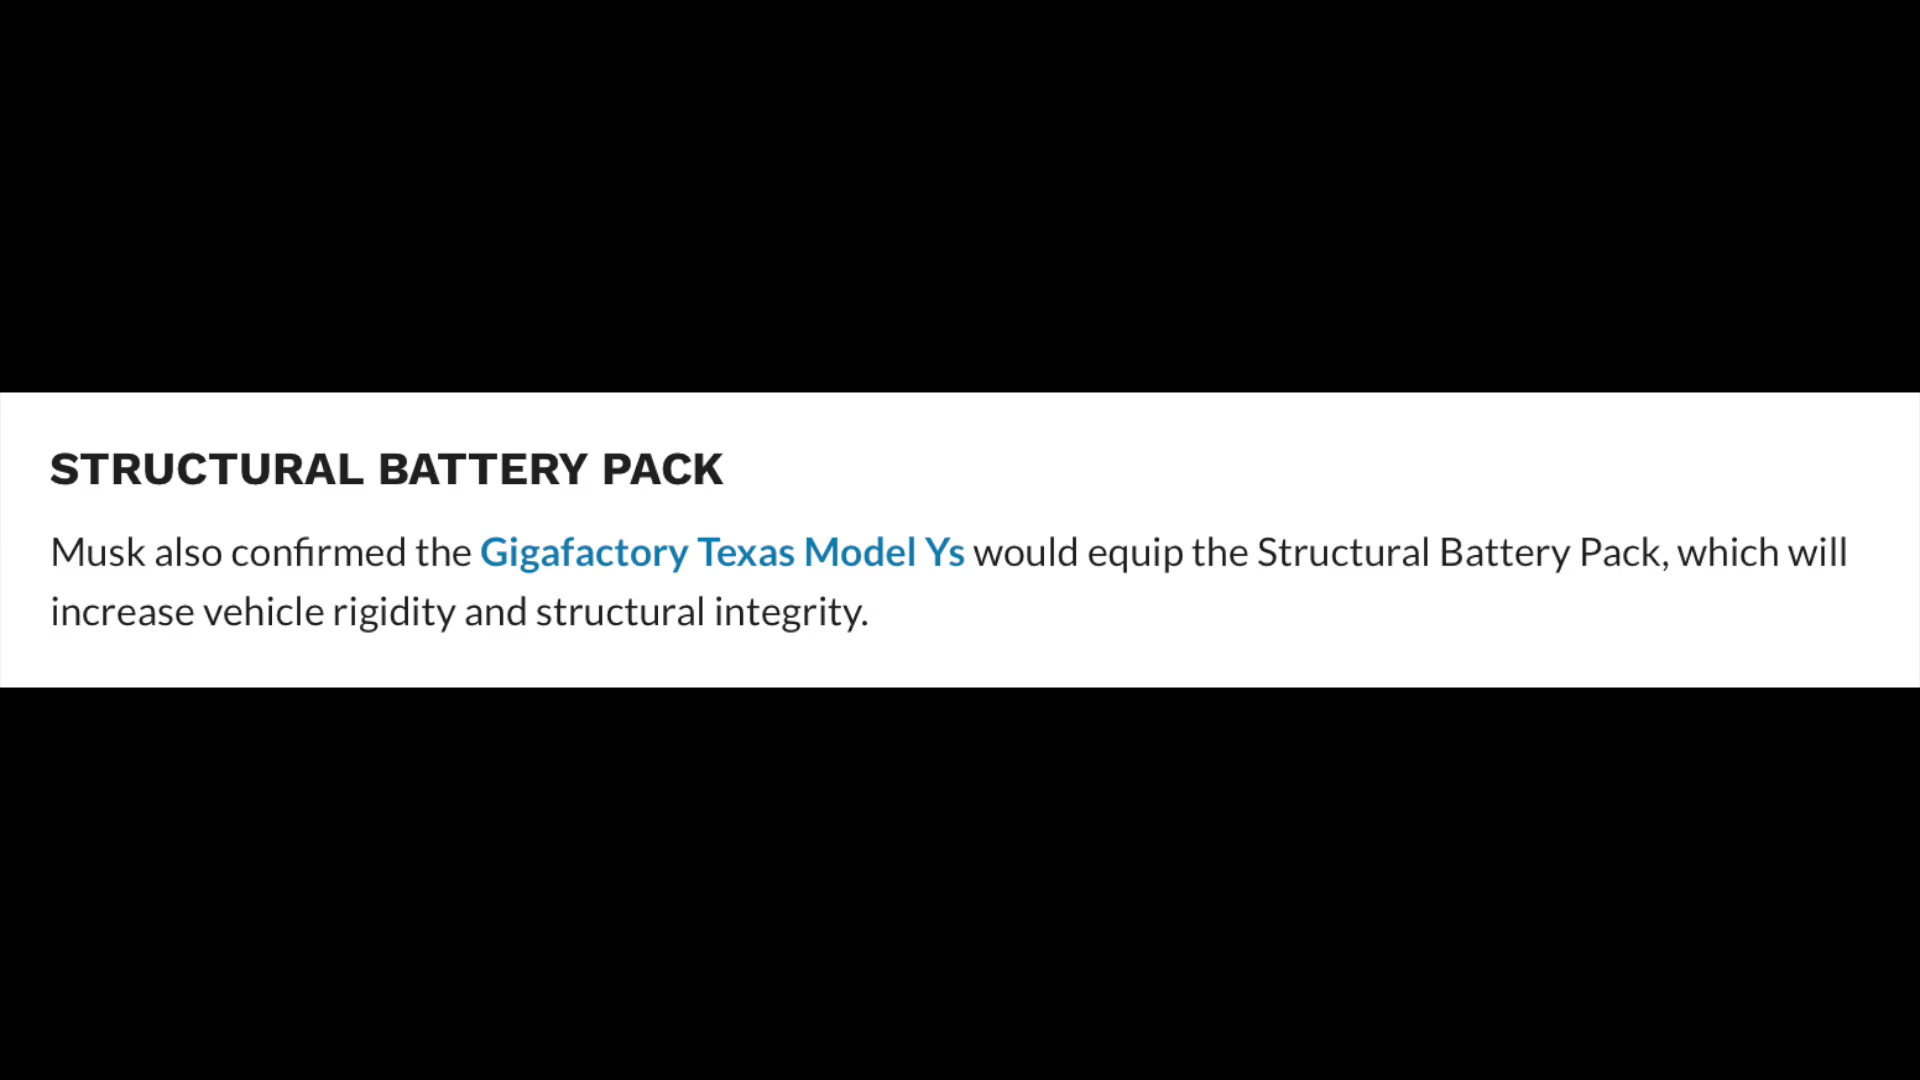 STRUCTURAL BATTERY PACK
Musk also confirmed the Gigafactory Texas Model Ys would equip the Structural Battery Pack, which will
increase vehicle rigidity and structural integrity.